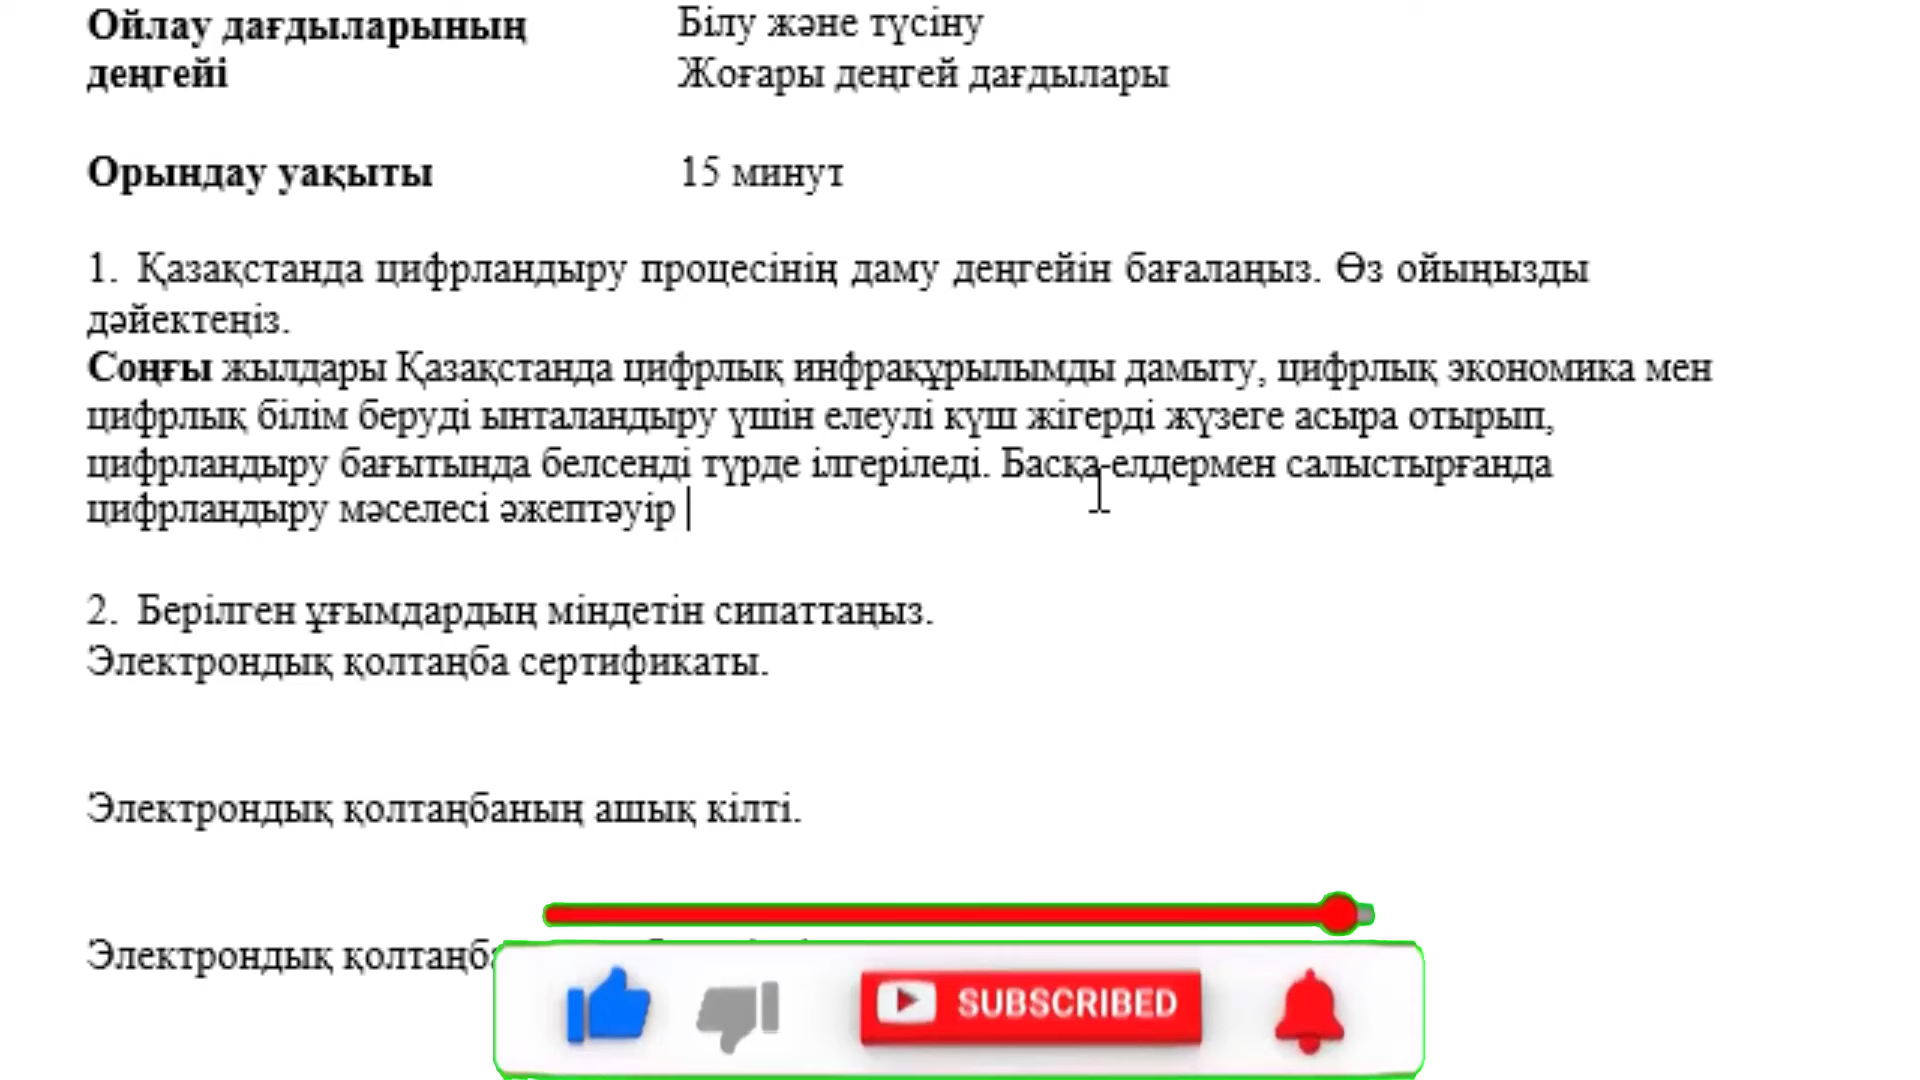 Ойлау дағдыларының
деңгейі
Білу және түсіну
Жоғары деңгей дағдылары
Орындау уақыты
15 минут
1. Қазақстанда цифрландыру процесінің даму деңгейін бағалаңыз. Өз ойыңызды
дәйектеңіз.
Соңғы жылдары Қазақстанда цифрлық инфрақұрылымды дамыту, цифрлық экономика мен
цифрлық білім беруді ынталандыру үшін елеулі күш жігерді жүзеге асыра отырып,
цифрландыру бағытында белсенді түрде ілгеріледі. Басқа-елдермен салыстырғанда
цифрландыру мәселесі әжептәуір
2. Берілген ұғымдардың міндетін сипаттаңыз.
Электрондық қолтаңба сертификаты.
Электрондық қолтаңбаның ашық кілті.
Электрондық
SUBSCRIBED